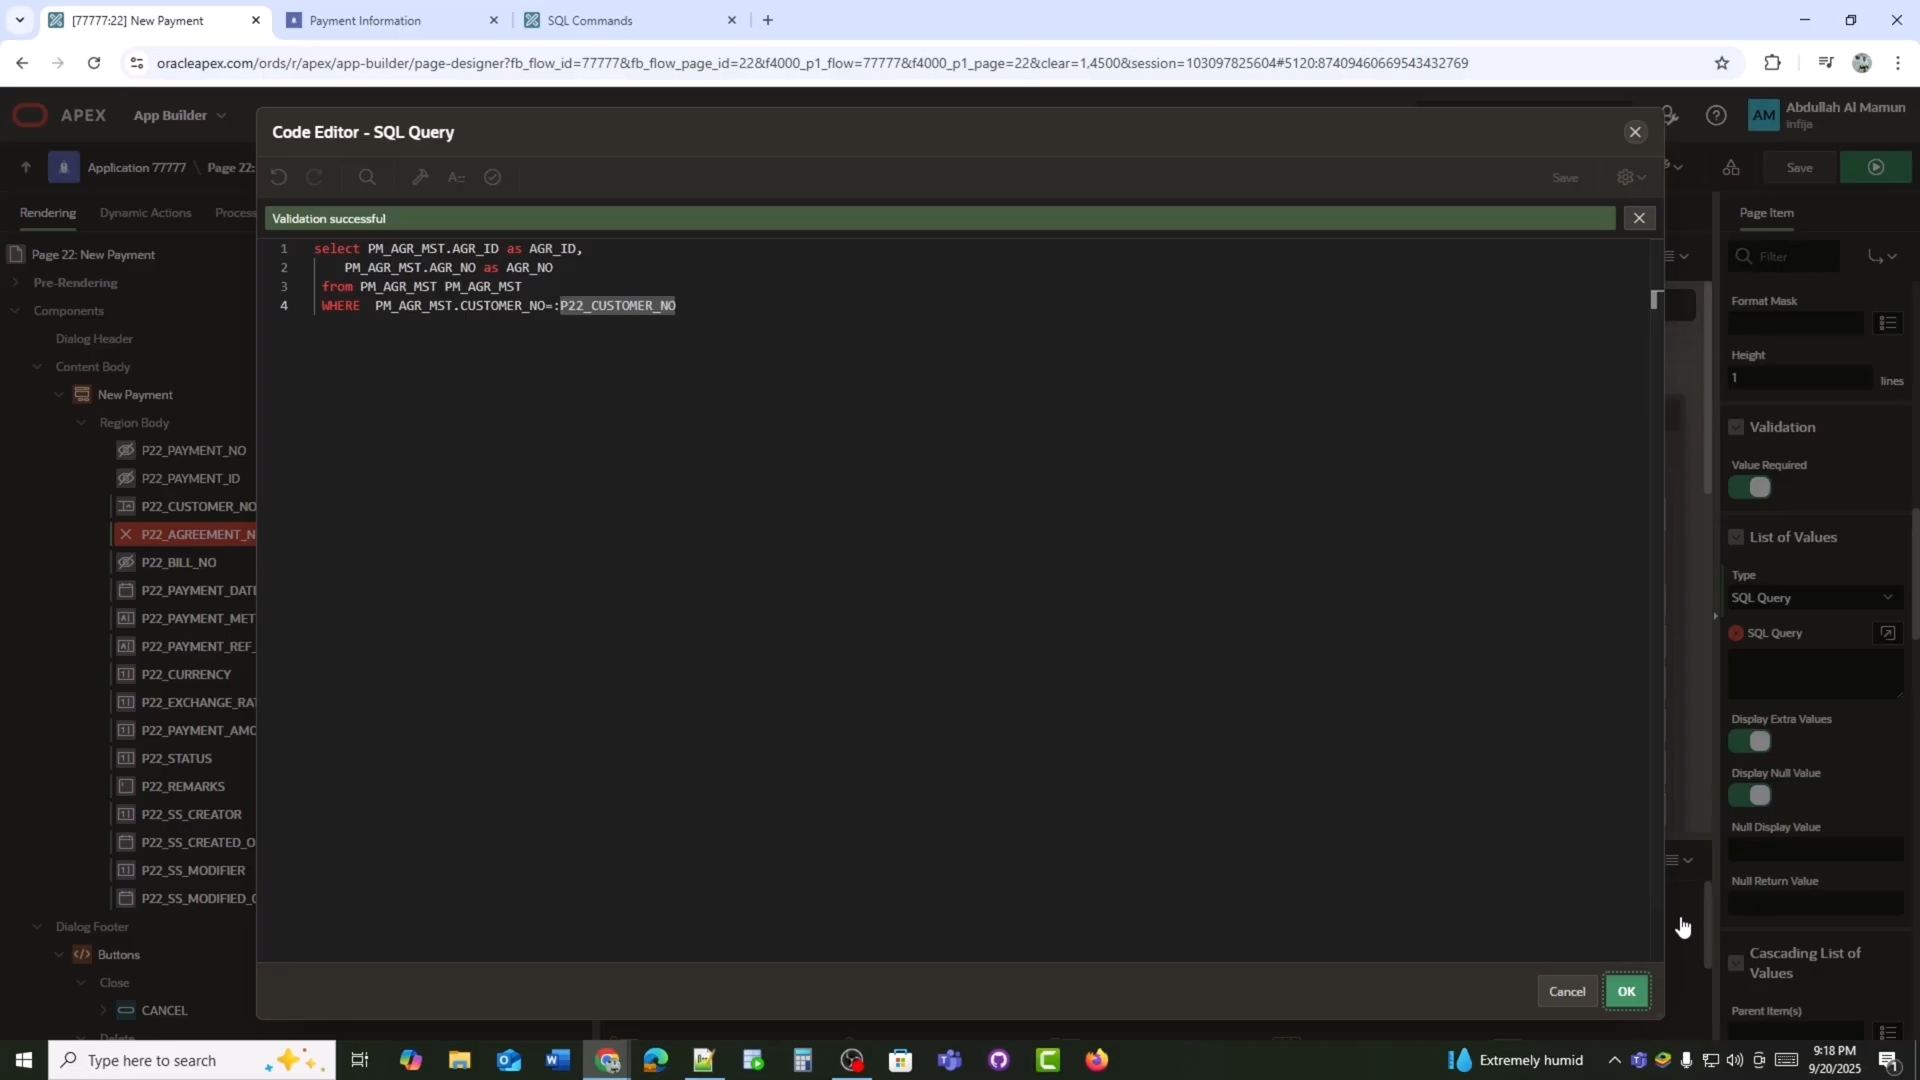 [77777:22] New Payment
Payment Information
SQL Commands
oracleapex.com/ords/r/apex/app-builder/page-designer?fb_flow_id=77777&fb_flow_page_id=22&f4000_p1_flow=77777&f4000_p1_page=22&clear=1,4500&session=103097825604#5120:87409460669543432769
APEX
App Builder
AM
Abdullah Al Mamun
infija
Application 77777 \ Page 22:
Save
Code Editor - SQL Query
Save
Validation successful
1 select PM_AGR_MST.AGR_ID as AGR_ID,
2 PM_AGR_MST.AGR_NO as AGR_NO
3 from PM_AGR_MST PM_AGR_MST
4 WHERE PM_AGR_MST.CUSTOMER_NO=:P22_CUSTOMER_NO
Cancel
OK
Rendering
Dynamic Actions
Process
Page 22: New Payment
Pre-Rendering
Components
Dialog Header
Content Body
New Payment
Region Body
P22_PAYMENT_NO
P22_PAYMENT_ID
P22_CUSTOMER_NO
P22_AGREEMENT_N
P22_BILL_NO
P22_PAYMENT_DAT
P22_PAYMENT_MET
P22_PAYMENT_REF_
P22_CURRENCY
P22_EXCHANGE_RA
P22_PAYMENT_AMO
P22_STATUS
P22_REMARKS
P22_SS_CREATOR
P22_SS_CREATED_O
P22_SS_MODIFIER
P22_SS_MODIFIED_
Dialog Footer
Buttons
Close
CANCEL
Delete
Page Item
Filter
Format Mask
Height
1
lines
Validation
Value Required
List of Values
Type
SQL Query
SQL Query
Display Extra Values
Display Null Value
Null Display Value
Null Return Value
Cascading List of
Values
Parent Item(s)
Type here to search
Extremely humid
9:18 PM
9/20/2025
1